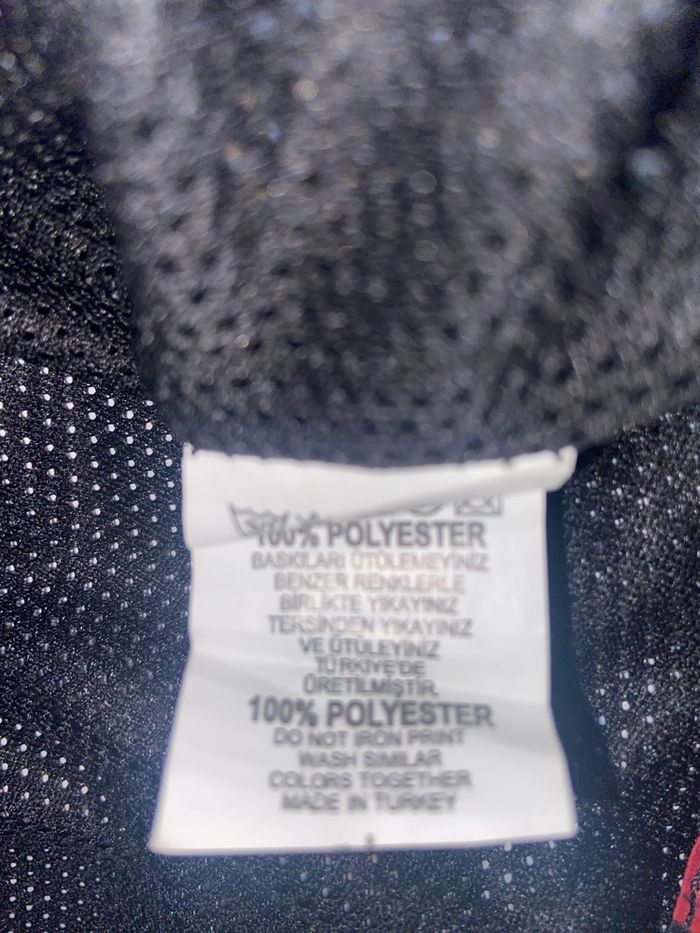 100% POLYESTER
BASKILARI ÜTÜLEMEYİNİZ
BENZER RENKLERLE
BİRLİKTE YIKAYINIZ
TERSİNDEN YIKAYINIZ
VE ÜTÜLEYİNİZ
TÜRKİYE'DE
ÜRETİLMİŞTİR.
100% POLYESTER
DO NOT IRON PRINT
WASH SIMILAR
COLORS TOGETHER
MADE IN TURKEY